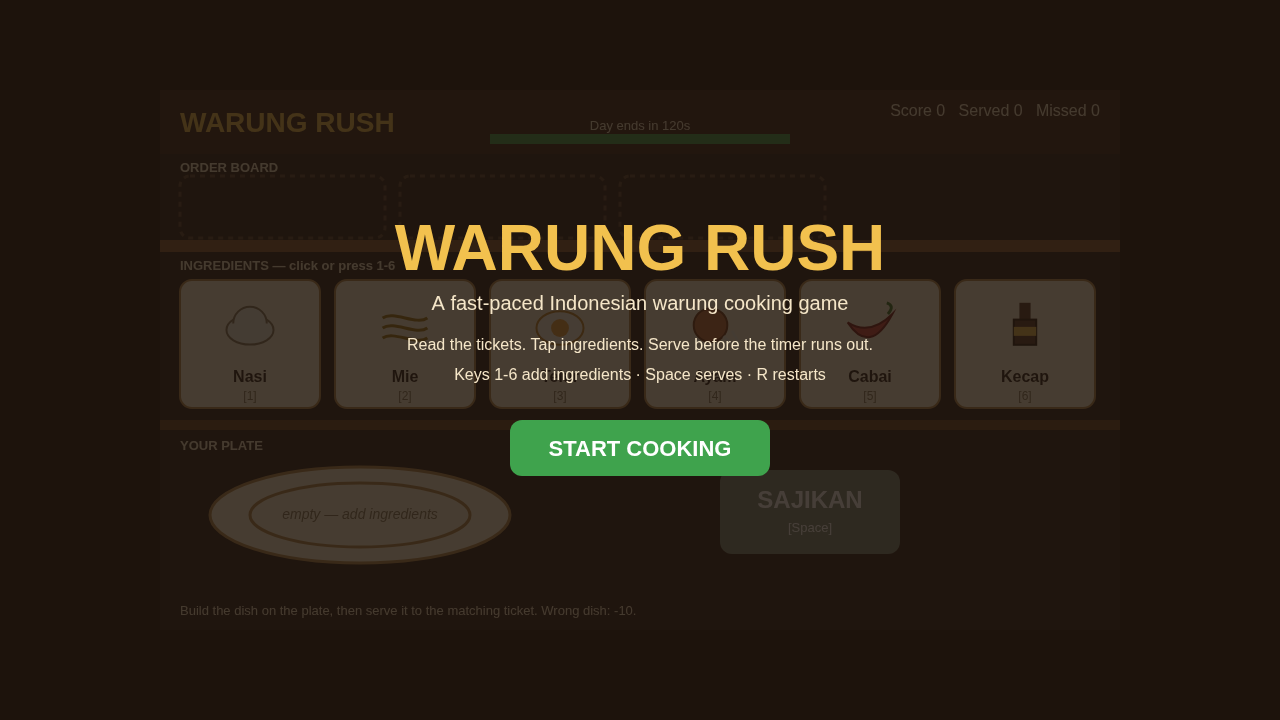 WARUNG RUSH
Day ends in 120s
Score 0 Served 0 Missed 0
ORDER BOARD
WARUNG RUSH
INGREDIENTS — click or press 1-6
A fast-paced Indonesian warung cooking game
Read the tickets. Tap ingredients. Serve before the timer runs out.
Keys 1-6 add ingredients · Space serves · R restarts
Nasi
[1]
Mie
[2]
[3]
[4]
Cabai
[5]
Kecap
[6]
START COOKING
YOUR PLATE
empty — add ingredients
SAJIKAN
[Space]
Build the dish on the plate, then serve it to the matching ticket. Wrong dish: -10.